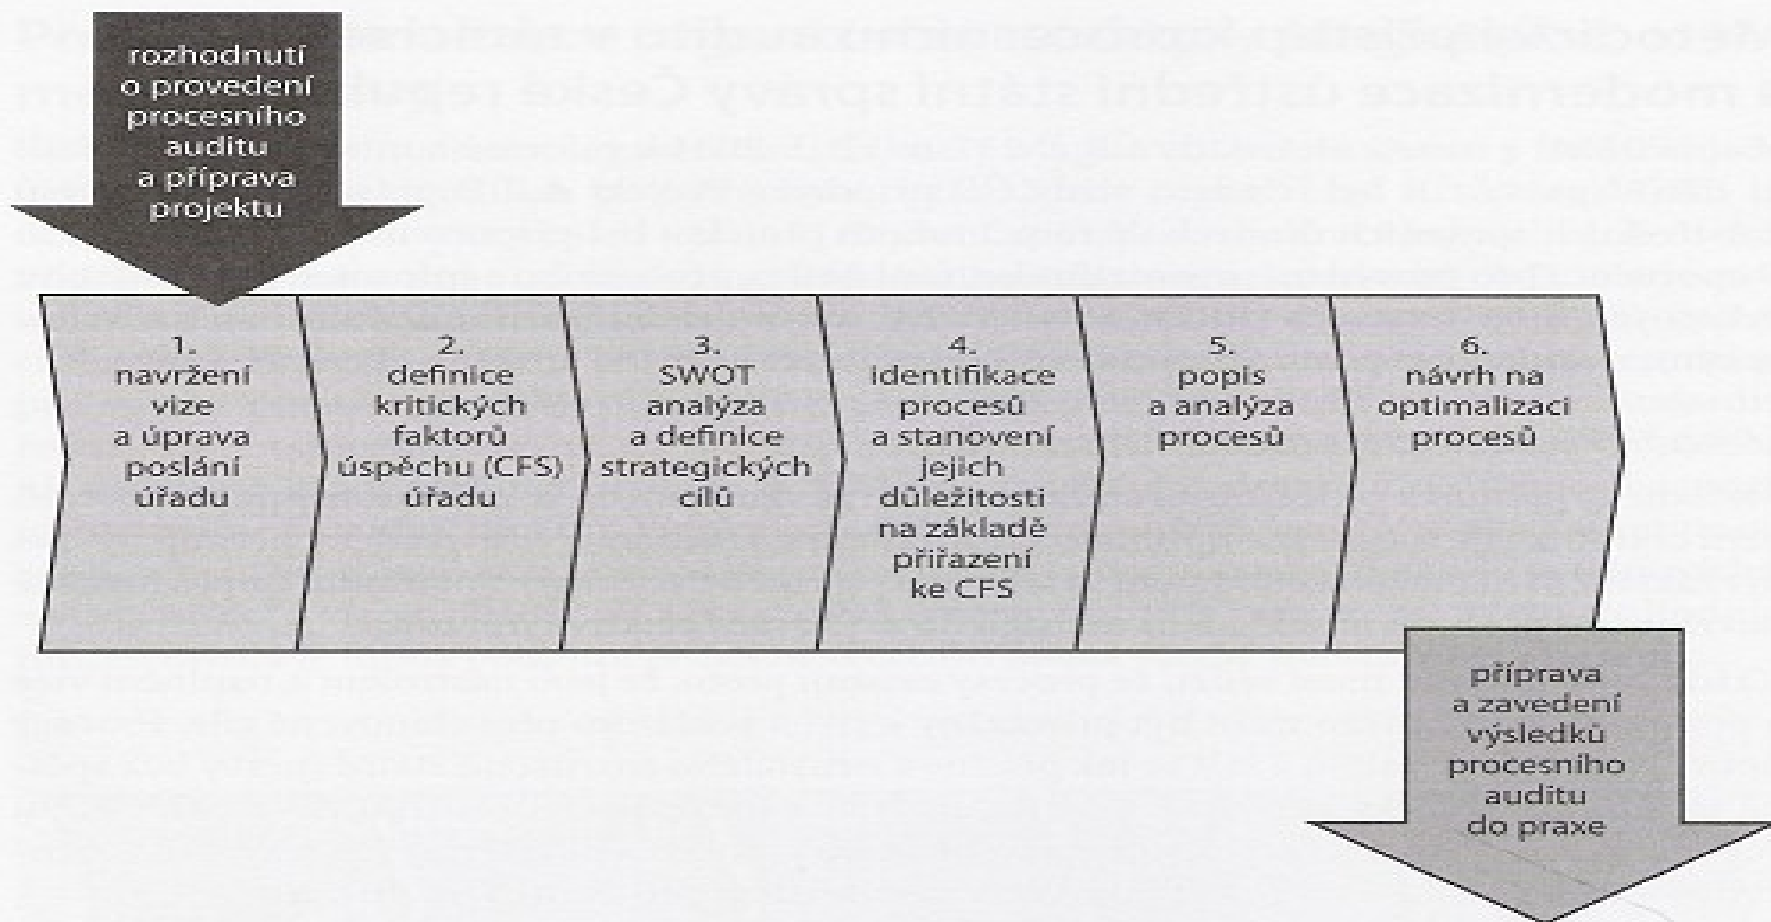 rozhodnutí
o provedení
procesního
auditu
a příprava
projektu
1.
navržení
vize
a úprava
poslání
úřadu
2.
definice
kritických
faktorů
úspěchu (CFS)
úřadu
3.
SWOT
analýza
a definice
strategických
cílů
4.
identifikace
procesů
a stanovení
jejich
důležitosti
na základě
přiřazení
ke CFS
5.
popis
a analýza
procesů
6.
návrh na
optimalizaci
procesů
příprava
a zavedení
výsledků
procesního
auditu
do praxe